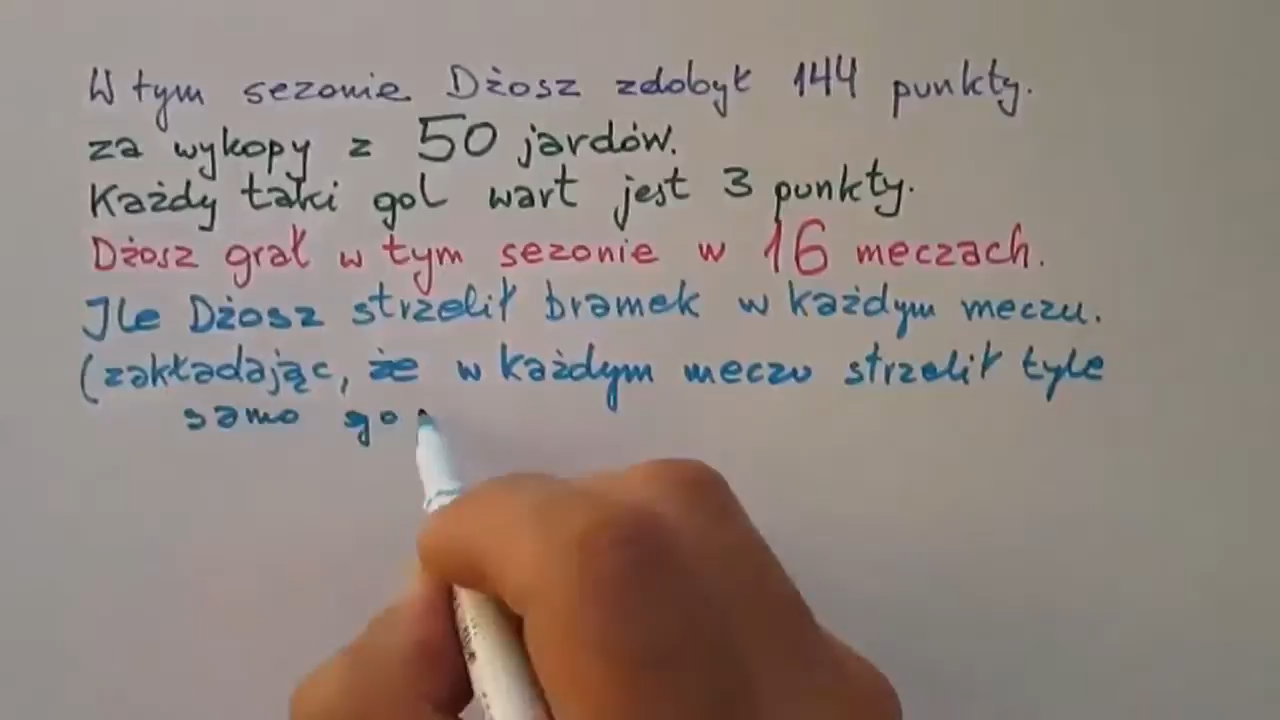 W tym sezonie Dżosz zdobył 144 punkty.
za wykopy z 50 jardów.
Każdy taki gol wart jest 3 punkty.
Dżosz grał w tym sezonie w 16 meczach.
Ile Dżosz strzelił bramek w każdym meczu.
(zakładając, że w każdym meczu strzelił tyle
samo go